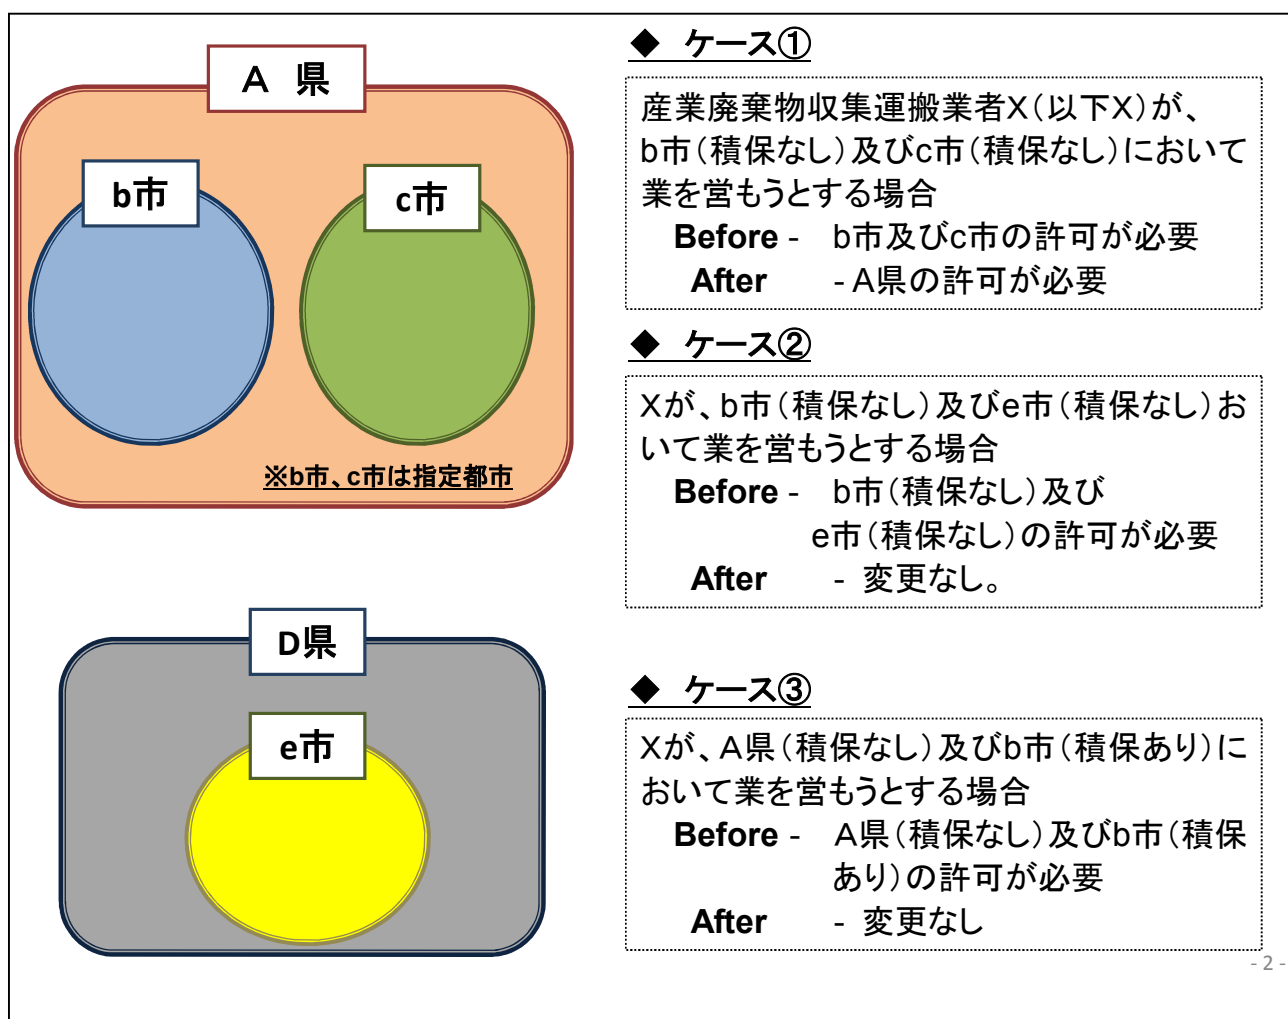 A 県
b市
c市
※b市、c市は指定都市
D県
e市
◆ ケース①
産業廃棄物収集運搬業者X(以下X)が、
b市(積保なし)及びc市(積保なし)において
業を営もうとする場合
Before - b市及びc市の許可が必要
After - A県の許可が必要
◆ ケース②
Xが、b市(積保なし)及びe市(積保なし)お
いて業を営もうとする場合
Before - b市(積保なし)及び
e市(積保なし)の許可が必要
After - 変更なし。
◆ ケース③
Xが、A県(積保なし)及びb市(積保あり)に
おいて業を営もうとする場合
Before - A県(積保なし)及びb市(積保
あり)の許可が必要
After - 変更なし
- 2 -